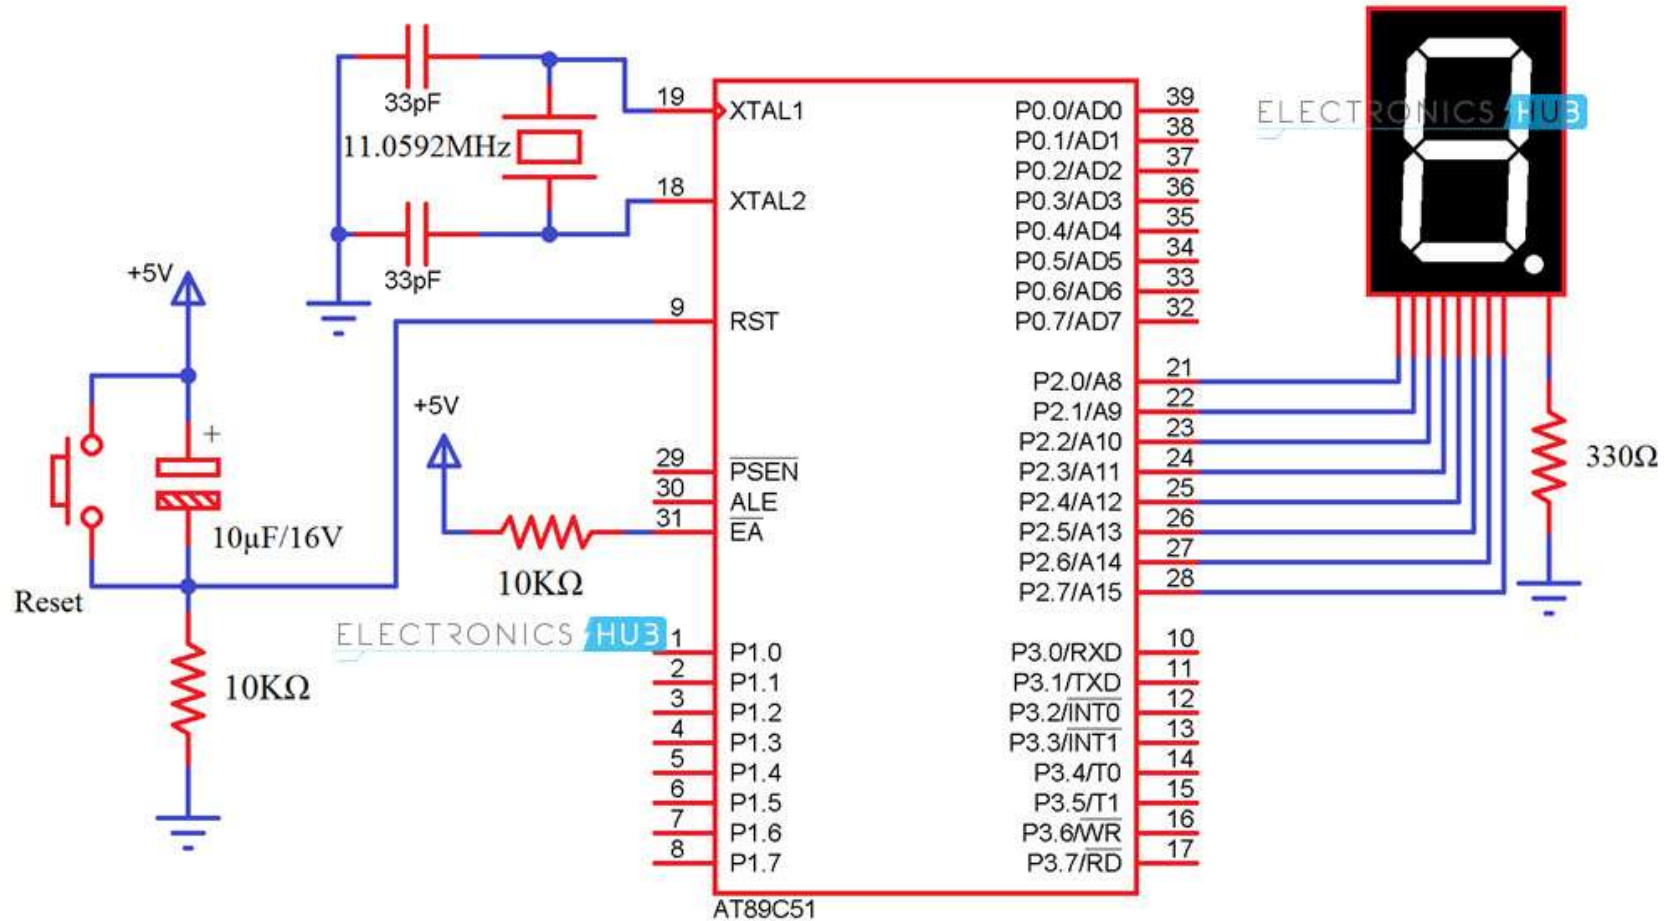 33pF
11.0592MHz
33pF
+5V
+
10µF/16V
Reset
10KΩ
+5V
10KΩ
ELECTRONICS HUB
19 XTAL1
18 XTAL2
9 RST
29 PSEN
30 ALE
31 EA
1 P1.0
2 P1.1
3 P1.2
4 P1.3
5 P1.4
6 P1.5
7 P1.6
8 P1.7
P0.0/AD0 39
P0.1/AD1 38
P0.2/AD2 37
P0.3/AD3 36
P0.4/AD4 35
P0.5/AD5 34
P0.6/AD6 33
P0.7/AD7 32
P2.0/A8 21
P2.1/A9 22
P2.2/A10 23
P2.3/A11 24
P2.4/A12 25
P2.5/A13 26
P2.6/A14 27
P2.7/A15 28
P3.0/RXD 10
P3.1/TXD 11
P3.2/INT0 12
P3.3/INT1 13
P3.4/T0 14
P3.5/T1 15
P3.6/WR 16
P3.7/RD 17
AT89C51
ELECTRONICS HUB
330Ω